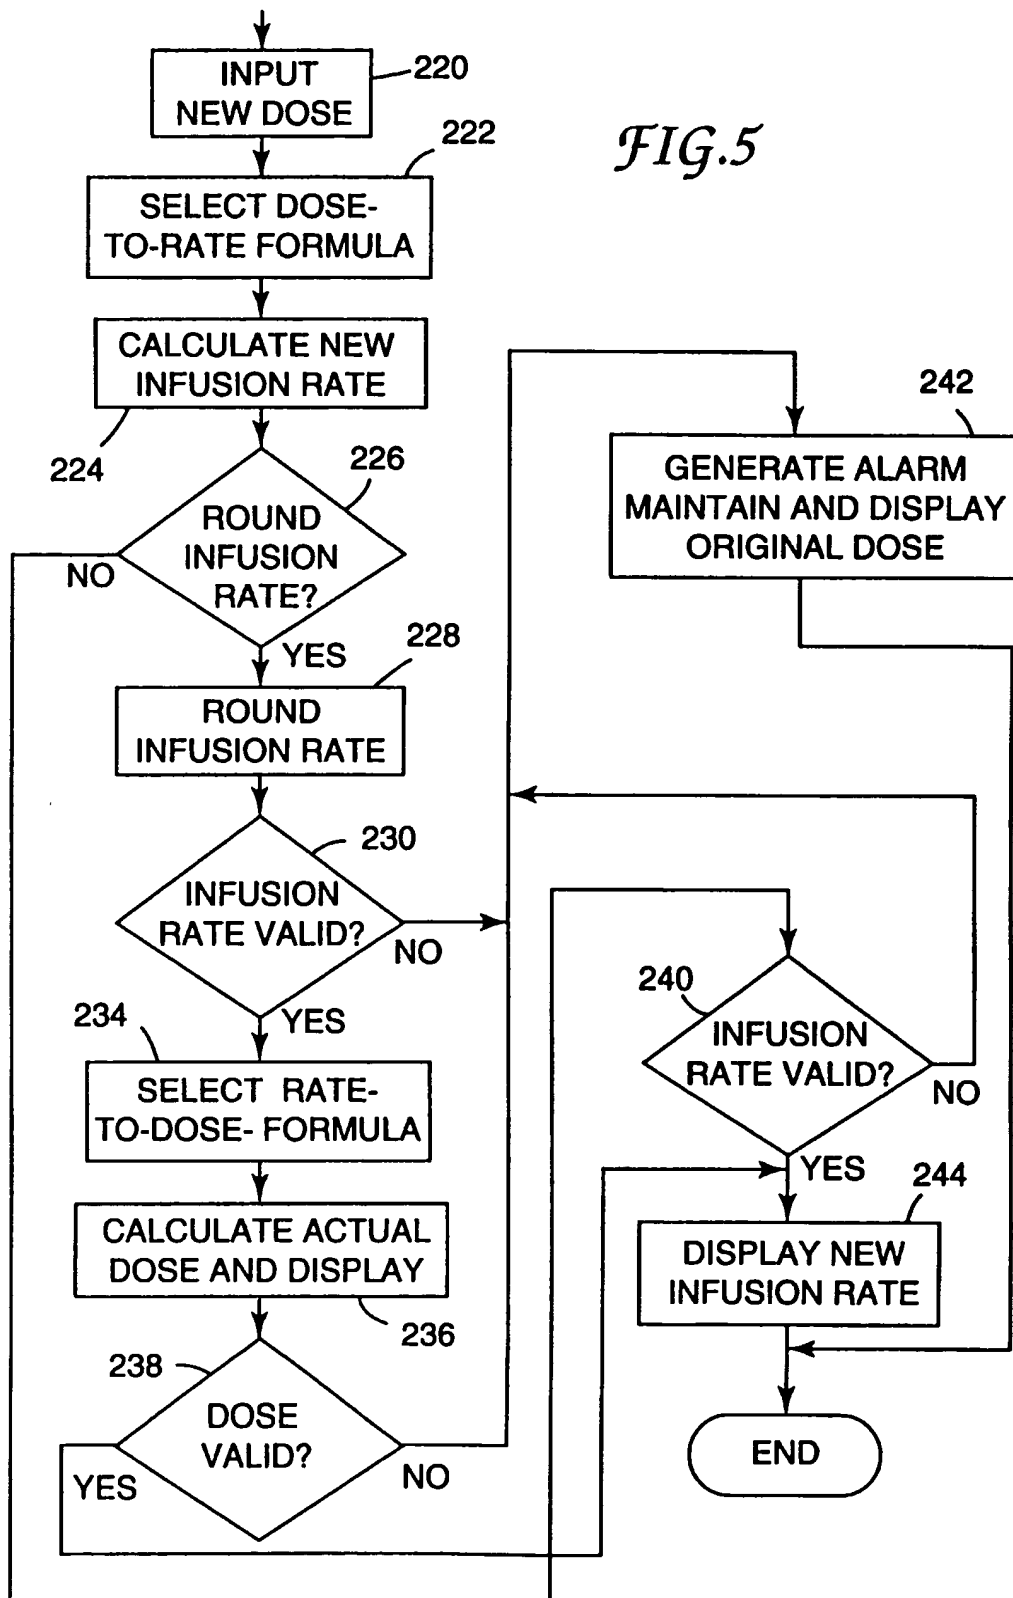 220
INPUT
NEW DOSE
FIG.5
222
SELECT DOSE-
TO-RATE FORMULA
CALCULATE NEW
INFUSION RATE
224
226
ROUND
INFUSION
RATE?
NO
YES
228
ROUND
INFUSION RATE
230
INFUSION
RATE VALID?
NO
YES
234
SELECT RATE-
TO-DOSE- FORMULA
CALCULATE ACTUAL
DOSE AND DISPLAY
236
238
DOSE
VALID?
YES
NO
242
GENERATE ALARM
MAINTAIN AND DISPLAY
ORIGINAL DOSE
240
INFUSION
RATE VALID?
NO
YES
244
DISPLAY NEW
INFUSION RATE
END